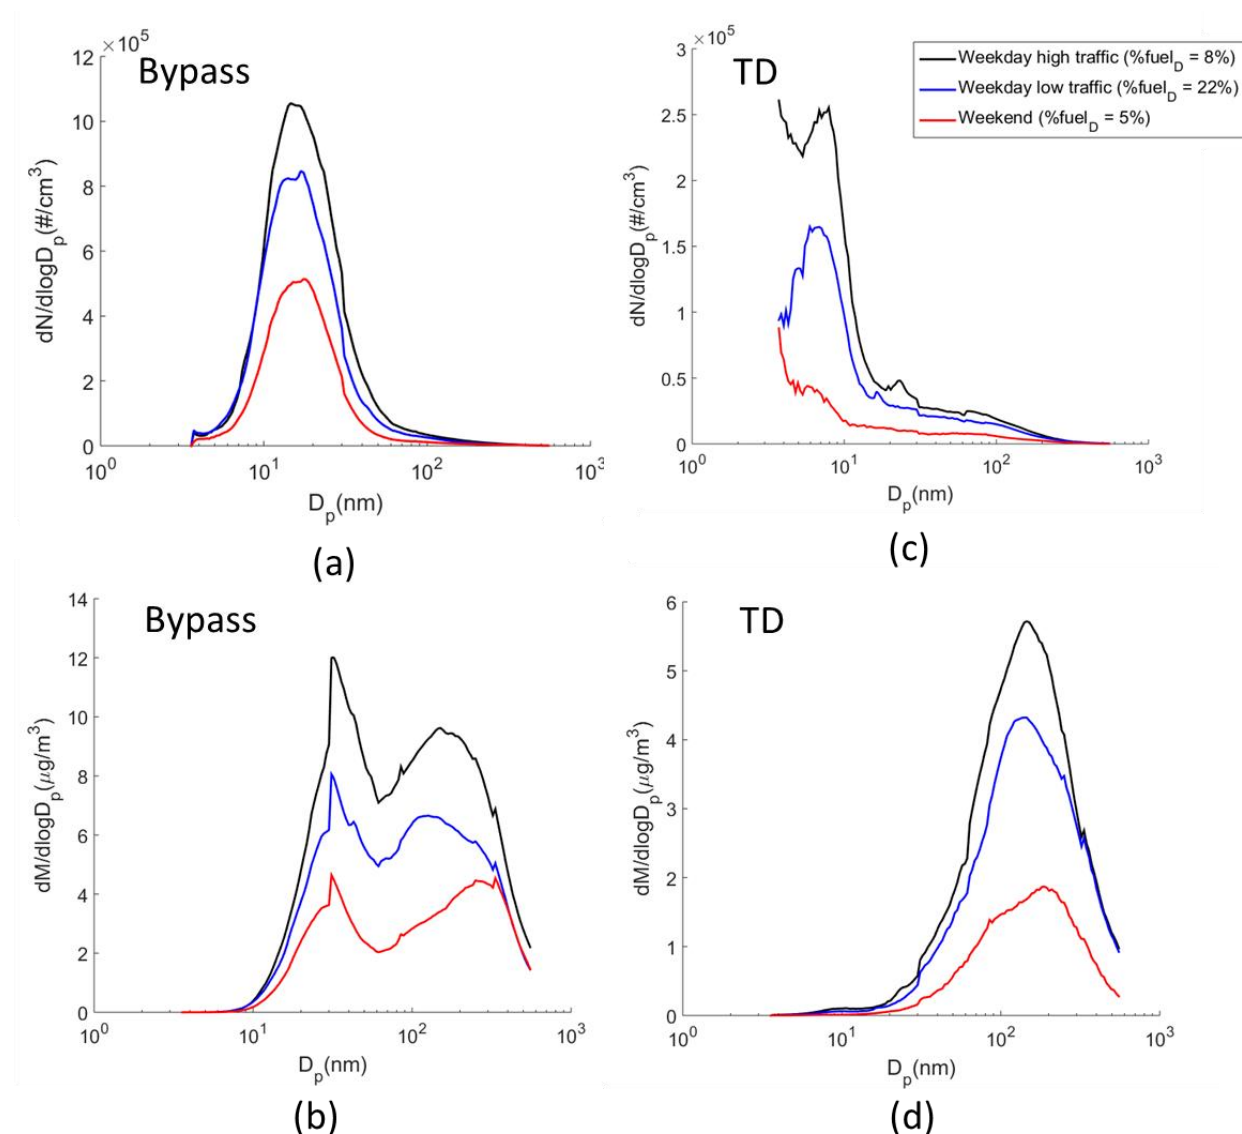 Bypass
×10^5
12
10
8
6
4
2
0
dN/dlogD_p(#/cm^3)
10^0
10^1
10^2
10^3
D_p(nm)
(a)
TD
×10^5
3
2.5
2
1.5
1
0.5
0
dN/dlogD_p(#/cm^3)
10^0
10^1
10^2
10^3
D_p(nm)
(c)
Weekday high traffic (%fuel_D = 8%)
Weekday low traffic (%fuel_D = 22%)
Weekend (%fuel_D = 5%)
Bypass
14
12
10
8
6
4
2
0
dM/dlogD_p(μg/m^3)
10^0
10^1
10^2
10^3
D_p(nm)
(b)
TD
6
5
4
3
2
1
0
dM/dlogD_p(μg/m^3)
10^0
10^1
10^2
10^3
D_p(nm)
(d)